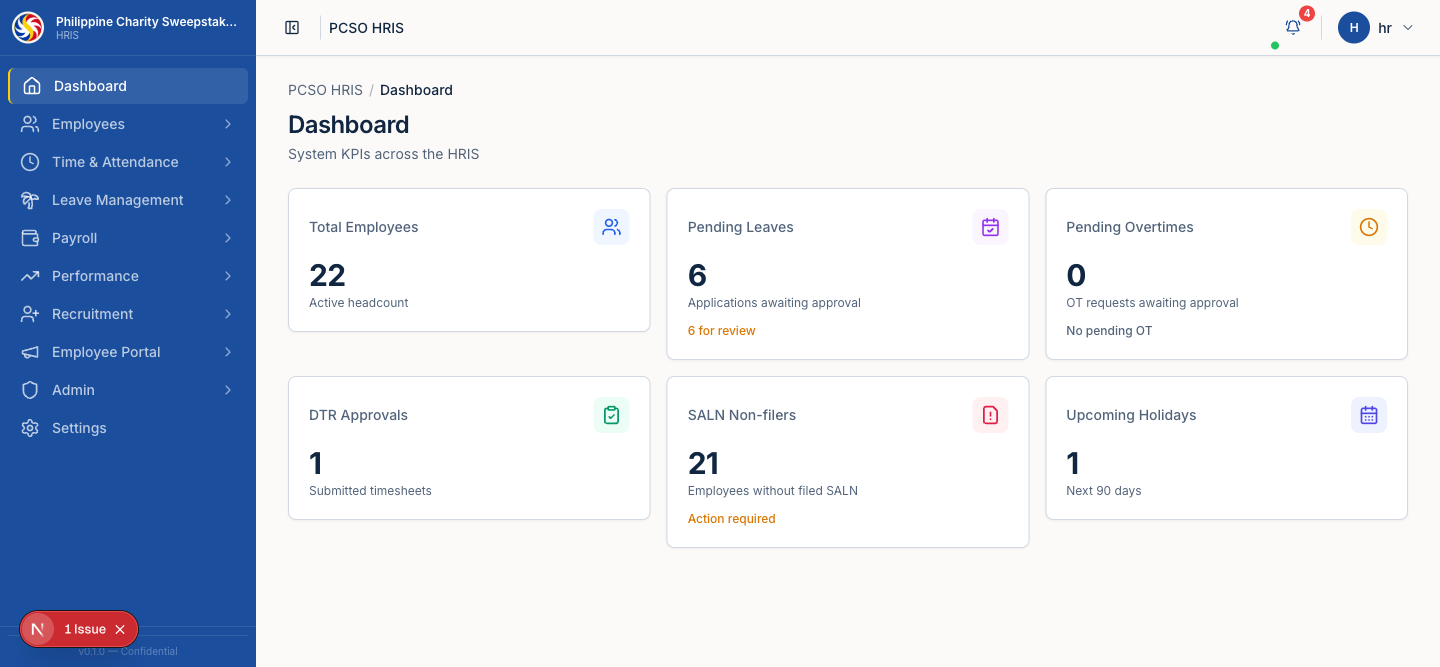 Philippine Charity Sweepstak...
HRIS
Dashboard
Employees
Time & Attendance
Leave Management
Payroll
Performance
Recruitment
Employee Portal
Admin
Settings
N 1 Issue
v0.1.0 — Confidential
PCSO HRIS
4
H hr
PCSO HRIS / Dashboard
Dashboard
System KPIs across the HRIS
Total Employees
22
Active headcount
Pending Leaves
6
Applications awaiting approval
6 for review
Pending Overtimes
0
OT requests awaiting approval
No pending OT
DTR Approvals
1
Submitted timesheets
SALN Non-filers
21
Employees without filed SALN
Action required
Upcoming Holidays
1
Next 90 days